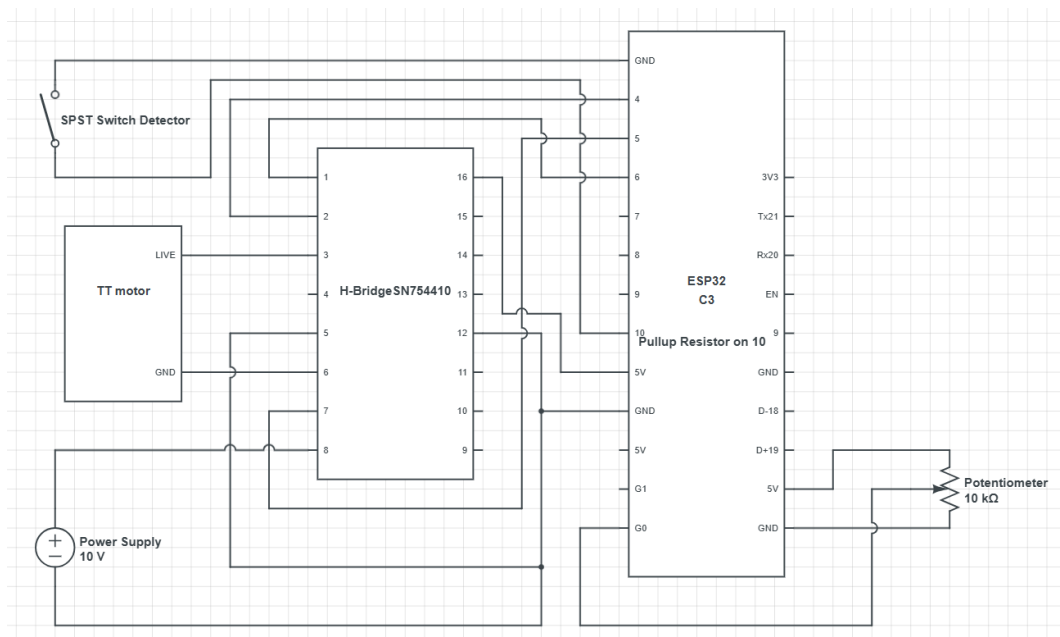 SPST Switch Detector
TT motor
LIVE
GND
H-BridgeSN754410
1
2
3
4
5
6
7
8
16
15
14
13
12
11
10
9
ESP32
C3
Pullup Resistor on 10
GND
4
5
6
7
8
9
10
5V
GND
5V
G1
G0
3V3
Tx21
Rx20
EN
9
GND
D-18
D+19
5V
GND
Potentiometer
10 kΩ
Power Supply
10 V